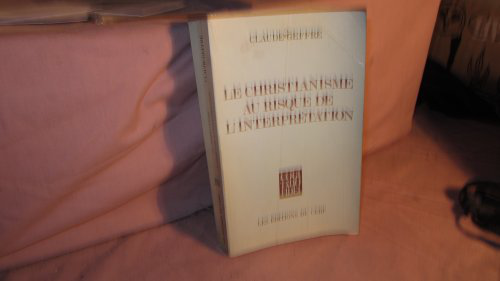 CLAUDE GEFFRÉ
LE CHRISTIANISME
AU RISQUE DE
L'INTERPRÉTATION
LES ÉDITIONS DU CERF